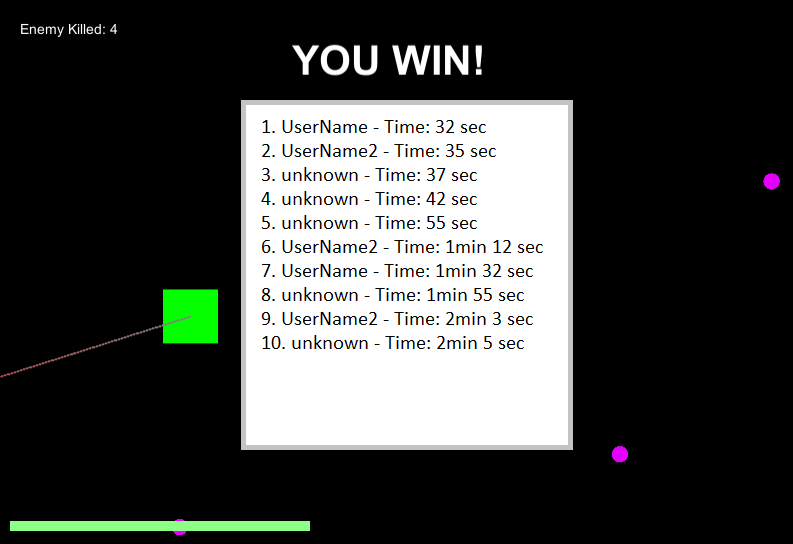 Enemy Killed: 4
YOU WIN!
1. UserName - Time: 32 sec
2. UserName2 - Time: 35 sec
3. unknown - Time: 37 sec
4. unknown - Time: 42 sec
5. unknown - Time: 55 sec
6. UserName2 - Time: 1min 12 sec
7. UserName - Time: 1min 32 sec
8. unknown - Time: 1min 55 sec
9. UserName2 - Time: 2min 3 sec
10. unknown - Time: 2min 5 sec